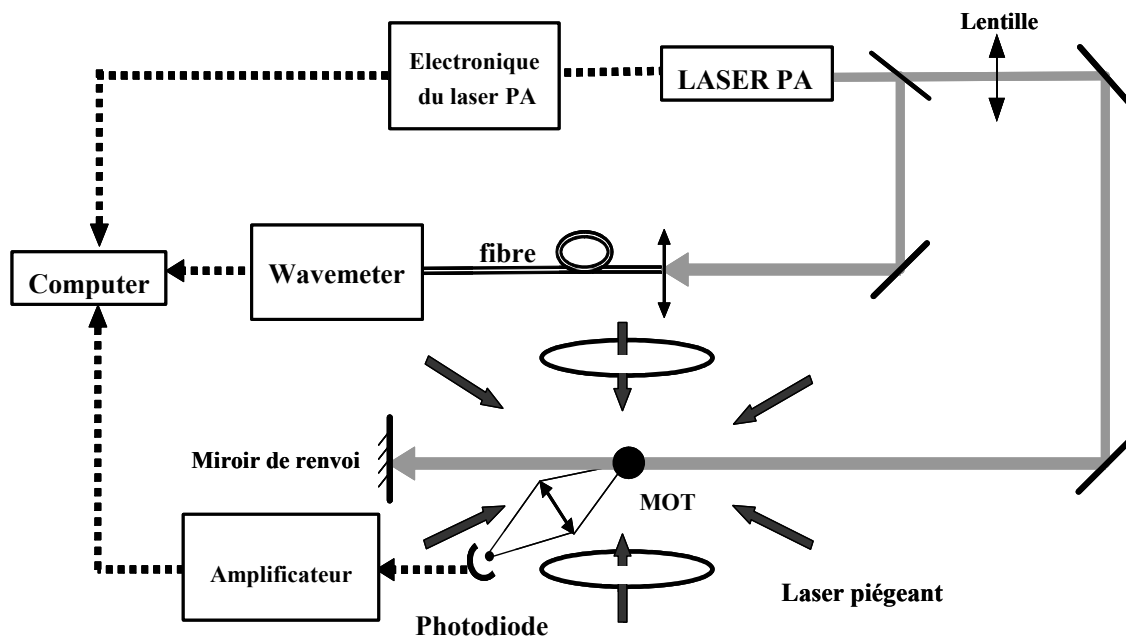 Lentille
Electronique
du laser PA
LASER PA
fibre
Wavemeter
Computer
Miroir de renvoi
MOT
Amplificateur
Laser piégeant
Photodiode